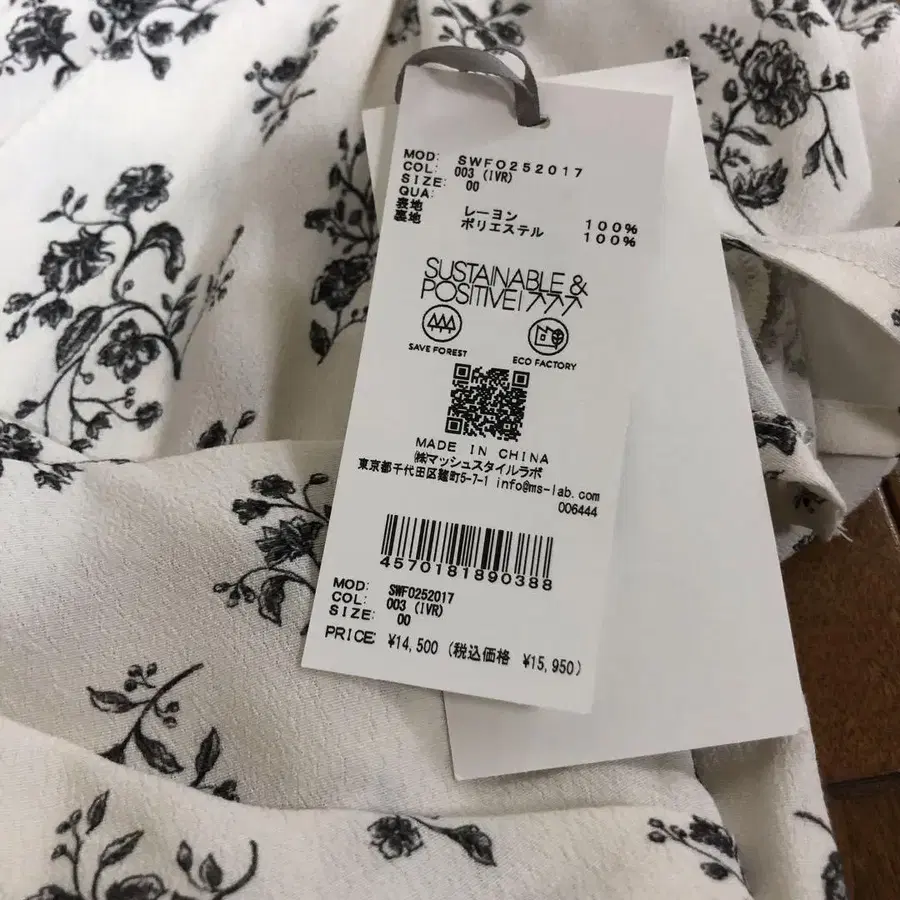 MOD: SWFO252017
COL: 003 (IVR)
SIZE: 00
QUA:
表地 レーヨン 100%
裏地 ポリエステル 100%
SUSTAINABLE &
POSITIVE!
SAVE FOREST
ECO FACTORY
MADE IN CHINA
㈱マッシュスタイルラボ
東京都千代田区麹町5-7-1 info@ms-lab.com
006444
4570181890388
MOD: SWFO252017
COL: 003 (IVR)
SIZE: 00
PRICE: ¥14,500 (税込価格 ¥15,950)